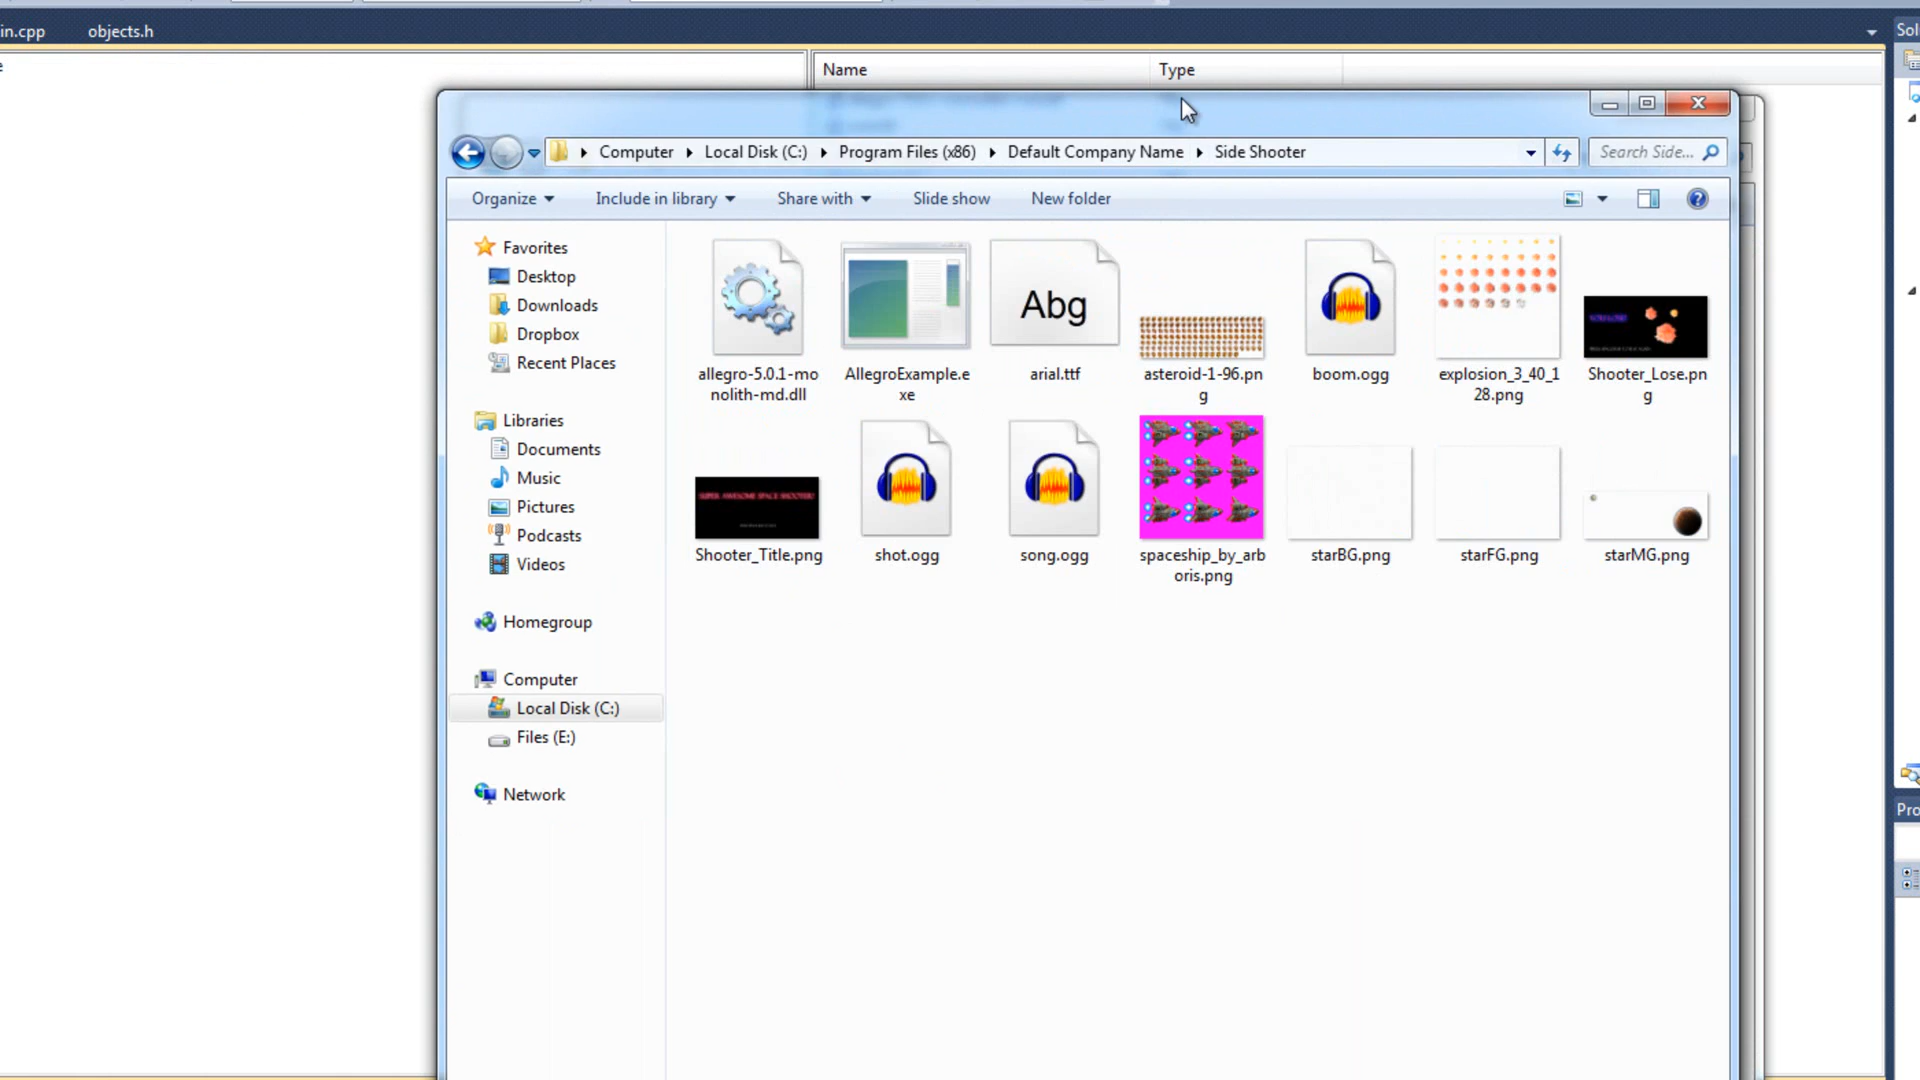 in.cpp objects.h
Sol
Name Type
Computer Local Disk (C:) Program Files (x86) Default Company Name Side Shooter
Search Side...
Organize Include in library Share with Slide show New folder
Favorites
Desktop
Downloads
Dropbox
Recent Places
Libraries
Documents
Music
Pictures
Podcasts
Videos
Homegroup
Computer
Local Disk (C:)
Files (E:)
Network
Abg
allegro-5.0.1-mo
nolith-md.dll
AllegroExample.e
xe
arial.ttf
asteroid-1-96.pn
g
boom.ogg
explosion_3_40_1
28.png
Shooter_Lose.pn
g
SUPER AWESOME SPACE SHOOTER!
Shooter_Title.png
shot.ogg
song.ogg
spaceship_by_arb
oris.png
starBG.png
starFG.png
starMG.png
Pro